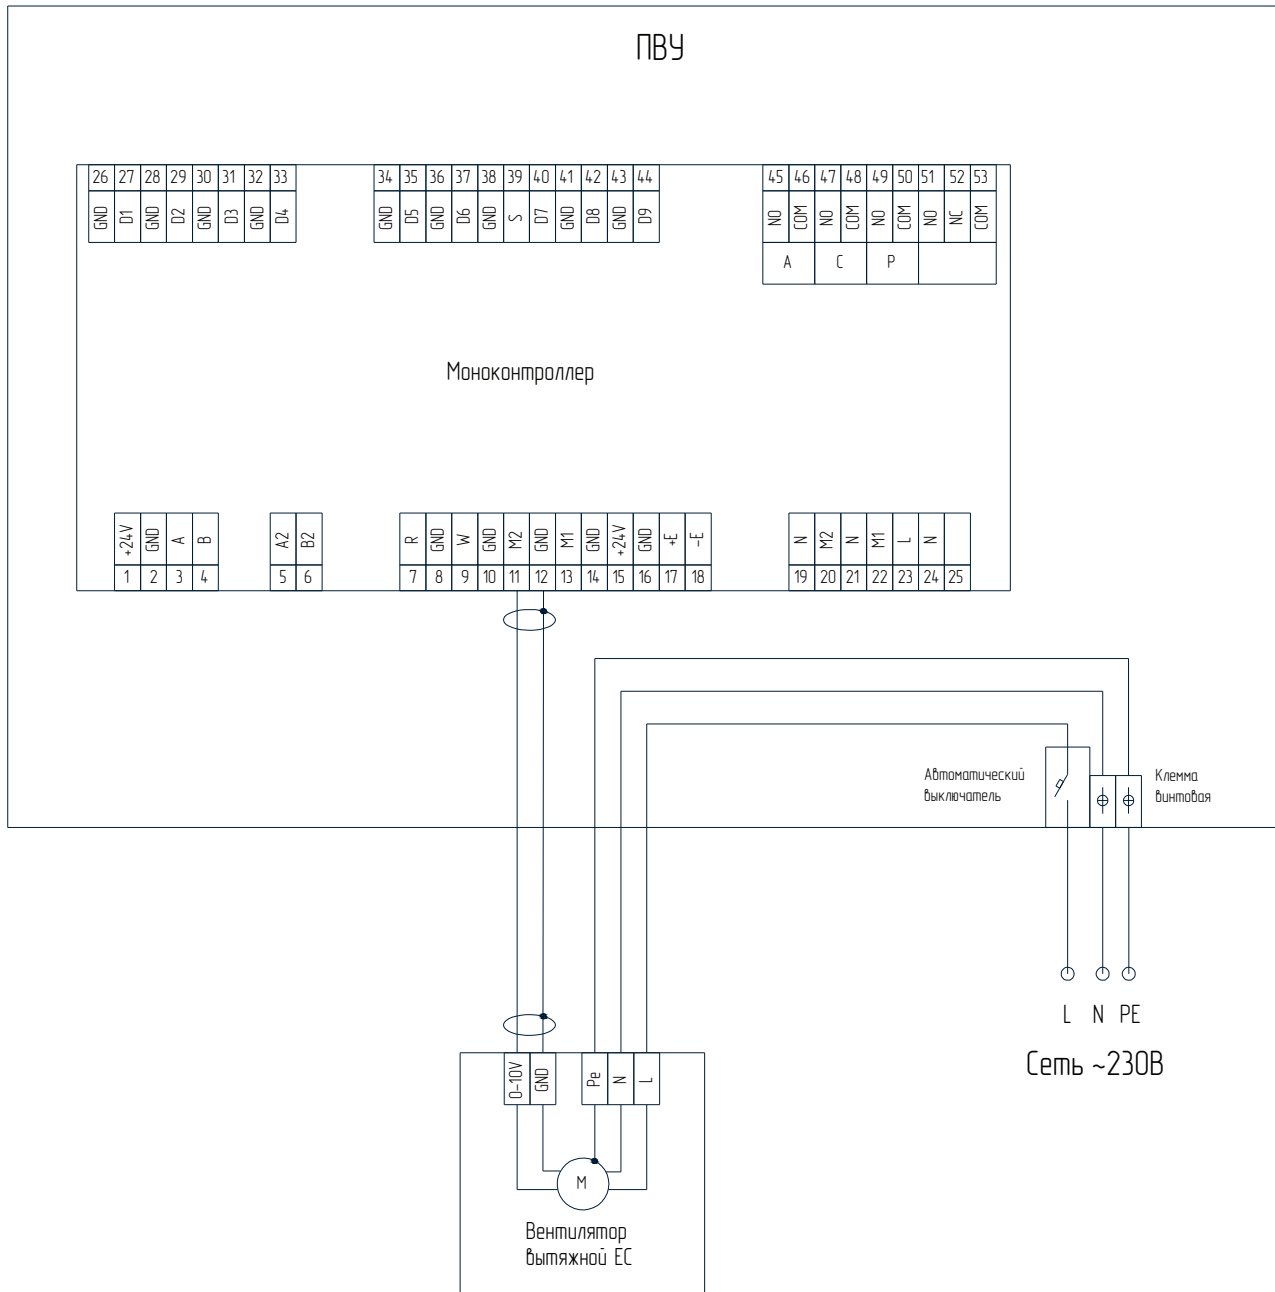 ПВУ
26 27 28 29 30 31 32 33
GND D1 GND D2 GND D3 GND D4
34 35 36 37 38 39 40 41 42 43 44
GND D5 GND D6 GND S D7 GND D8 GND D9
45 46 47 48 49 50 51 52 53
NO COM NO COM NO COM NO NC COM
A C P
Моноконтроллер
+24V GND A B
1 2 3 4
A2 B2
5 6
R GND W GND M2 GND M1 GND +24V GND +E -E
7 8 9 10 11 12 13 14 15 16 17 18
N M2 N M1 L N
19 20 21 22 23 24 25
Автоматический
выключатель
Клемма
винтовая
L N PE
Сеть ~230В
0-10V GND Pe N L
M
Вентилятор
вытяжной ЕС